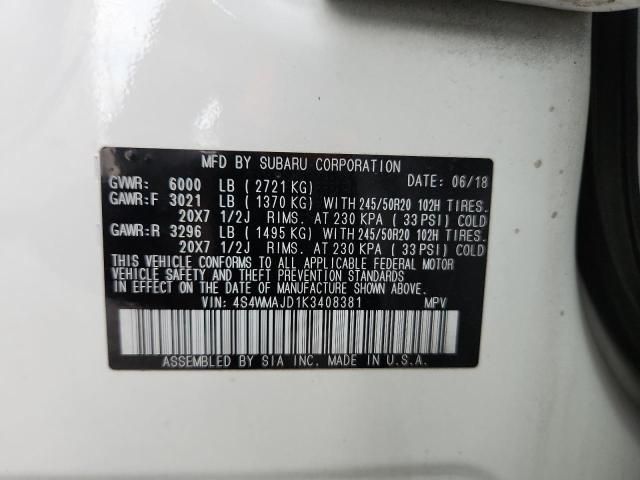 MFD BY SUBARU CORPORATION DATE: 06/18
GVWR: 6000 LB ( 2721 KG)
GAWR:F 3021 LB ( 1370 KG) WITH 245/50R20 102H TIRES.
20X7 1/2J RIMS. AT 230 KPA ( 33 PSI) COLD
GAWR:R 3296 LB ( 1495 KG) WITH 245/50R20 102H TIRES.
20X7 1/2J RIMS. AT 230 KPA ( 33 PSI) COLD
THIS VEHICLE CONFORMS TO ALL APPLICABLE FEDERAL MOTOR
VEHICLE SAFETY AND THEFT PREVENTION STANDARDS
IN EFFECT ON THE DATE OF MANUFACTURE SHOWN ABOVE.
VIN: 4S4WMAJD1K3408381 MPV
ASSEMBLED BY SIA INC. MADE IN U.S.A.